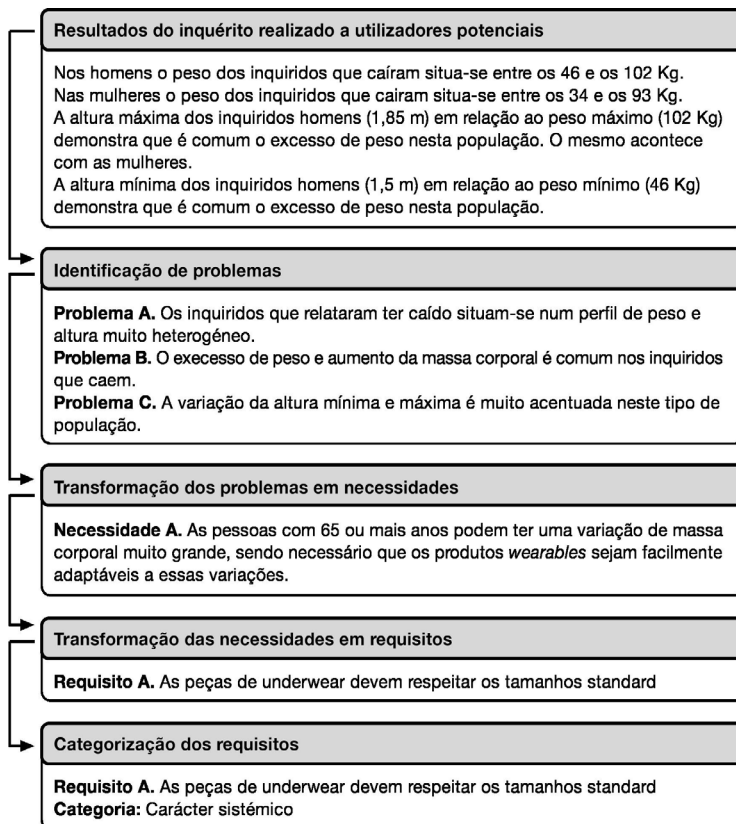 Resultados do inquérito realizado a utilizadores potenciais
Nos homens o peso dos inquiridos que caíram situa-se entre os 46 e os 102 Kg.
Nas mulheres o peso dos inquiridos que cairam situa-se entre os 34 e os 93 Kg.
A altura máxima dos inquiridos homens (1,85 m) em relação ao peso máximo (102 Kg)
demonstra que é comum o excesso de peso nesta população. O mesmo acontece
com as mulheres.
A altura mínima dos inquiridos homens (1,5 m) em relação ao peso mínimo (46 Kg)
demonstra que é comum o excesso de peso nesta população.
Identificação de problemas
Problema A. Os inquiridos que relataram ter caído situam-se num perfil de peso e
altura muito heterogéneo.
Problema B. O execesso de peso e aumento da massa corporal é comum nos inquiridos
que caem.
Problema C. A variação da altura mínima e máxima é muito acentuada neste tipo de
população.
Transformação dos problemas em necessidades
Necessidade A. As pessoas com 65 ou mais anos podem ter uma variação de massa
corporal muito grande, sendo necessário que os produtos wearables sejam facilmente
adaptáveis a essas variações.
Transformação das necessidades em requisitos
Requisito A. As peças de underwear devem respeitar os tamanhos standard
Categorização dos requisitos
Requisito A. As peças de underwear devem respeitar os tamanhos standard
Categoria: Carácter sistémico